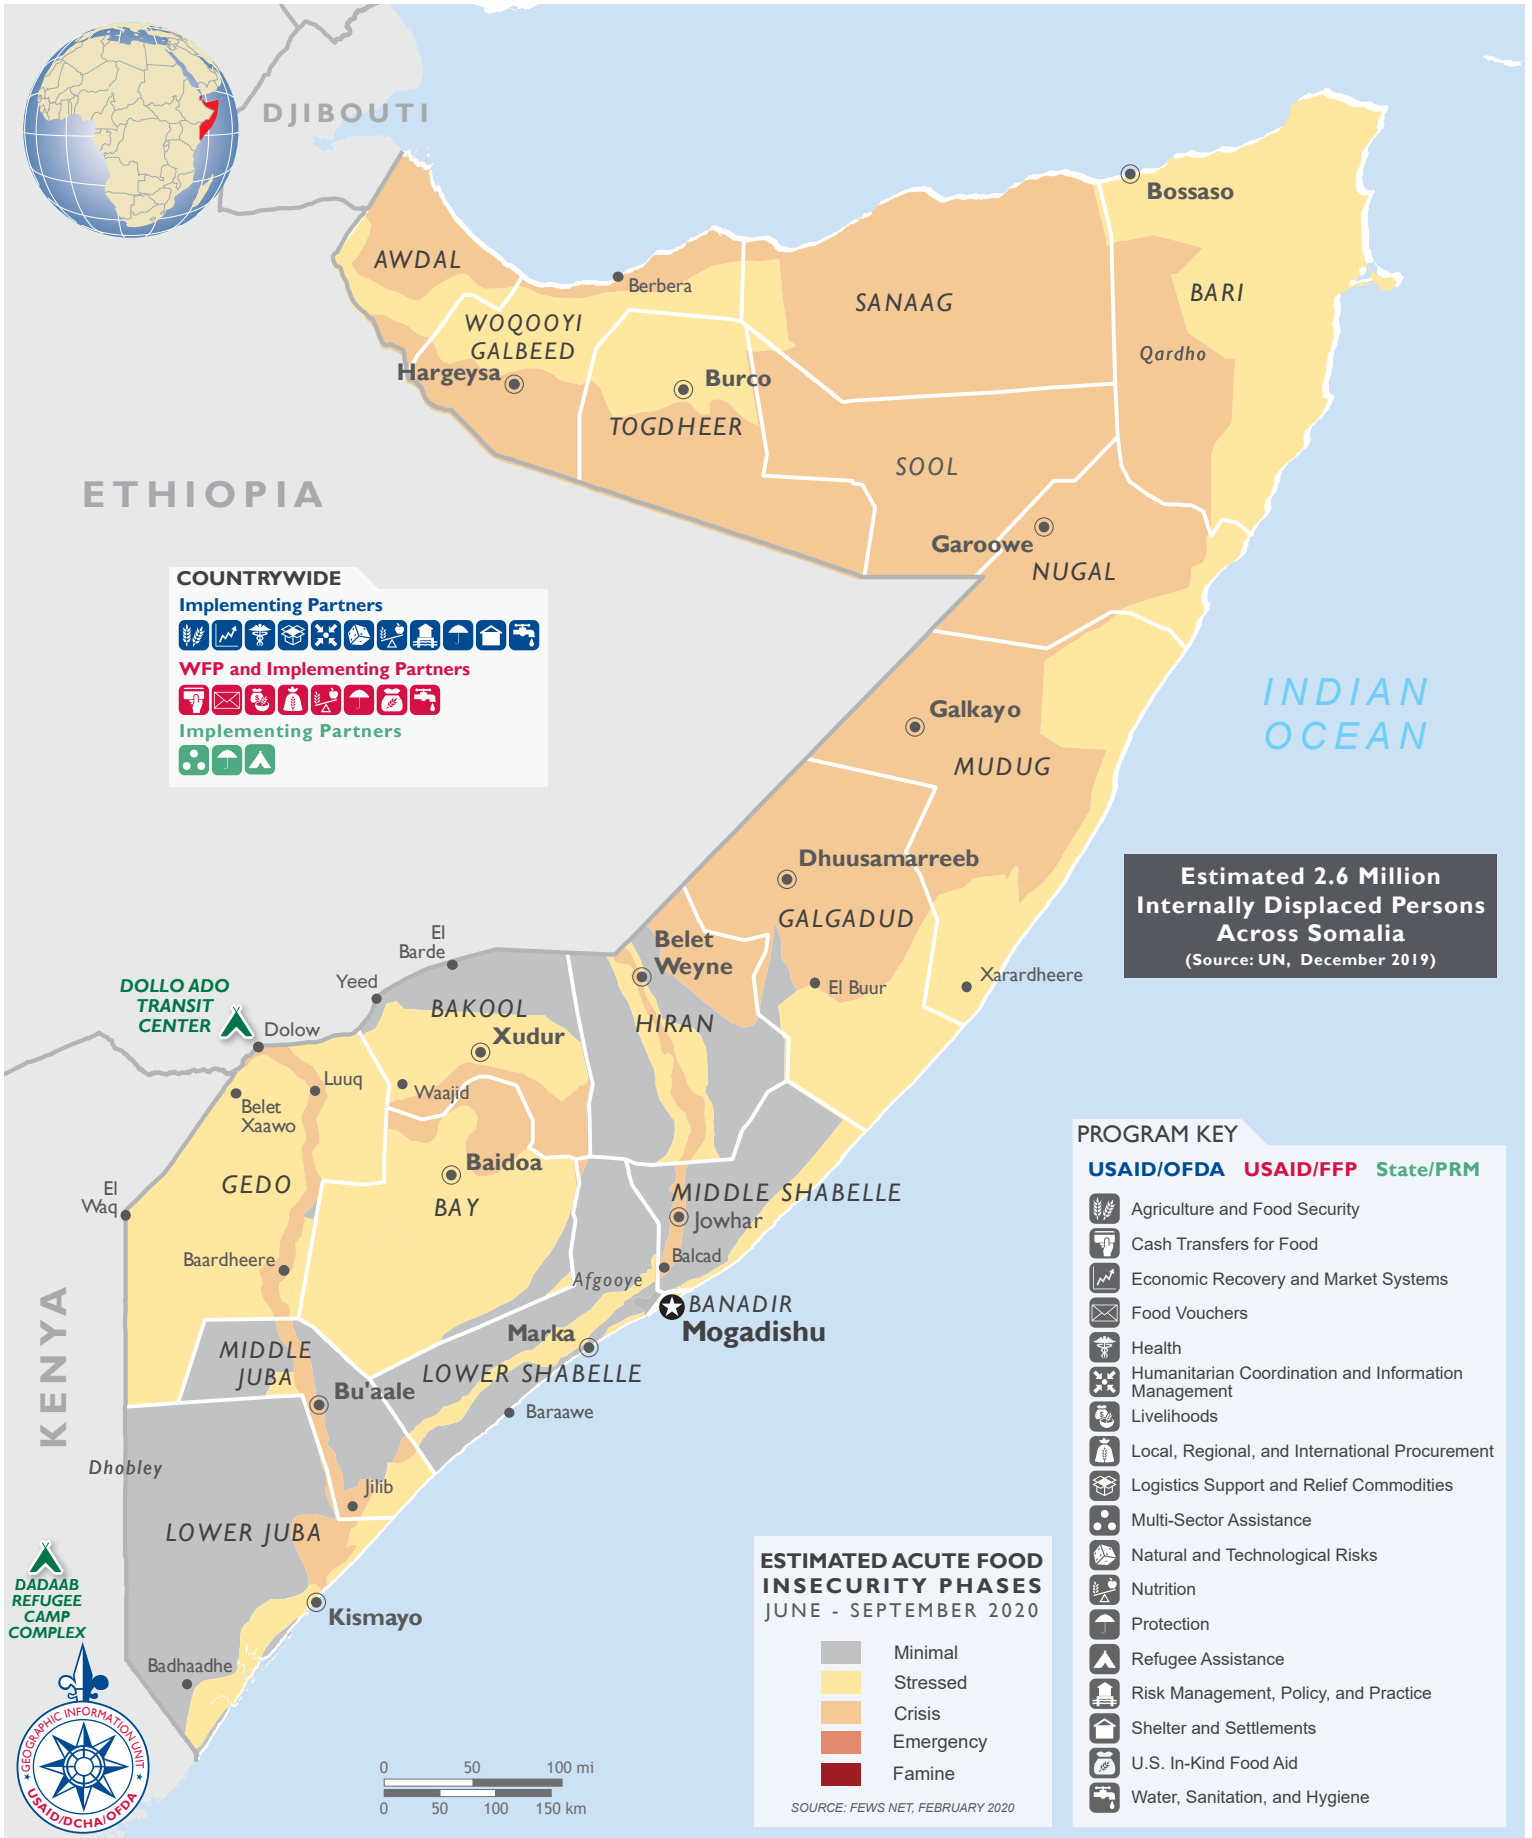 DJIBOUTI
Bossaso
AWDAL
Berbera
SANAAG
BARI
WOQOOYI
GALBEED
Qardho
Hargeysa
Burco
TOGDHEER
SOOL
ETHIOPIA
Garoowe
NUGAL
COUNTRYWIDE
Implementing Partners
WFP and Implementing Partners
Implementing Partners
INDIAN
OCEAN
Galkayo
MUDUG
Dhuusamarreeb
GALGADUD
Estimated 2.6 Million
Internally Displaced Persons
Across Somalia
(Source: UN, December 2019)
El
Barde
Belet
Weyne
Yeed
El Buur
Xarardheere
DOLLO ADO
TRANSIT
CENTER
BAKOOL
HIRAN
Dolow
Xudur
Luuq
Waajid
Belet
Xaawo
Baidoa
GEDO
El
Waq
BAY
MIDDLE SHABELLE
Jowhar
Baardheere
Balcad
Afgooye
BANADIR
Mogadishu
KENYA
Marka
MIDDLE
JUBA
LOWER SHABELLE
Bu'aale
Baraawe
Dhobley
Jilib
LOWER JUBA
DADAAB
REFUGEE
CAMP
COMPLEX
Kismayo
Badhaadhe
GEOGRAPHIC INFORMATION UNIT
USAID/DCHA/OFDA
0 50 100 mi
0 50 100 150 km
ESTIMATED ACUTE FOOD
INSECURITY PHASES
JUNE - SEPTEMBER 2020
Minimal
Stressed
Crisis
Emergency
Famine
SOURCE: FEWS NET, FEBRUARY 2020
PROGRAM KEY
USAID/OFDA USAID/FFP State/PRM
Agriculture and Food Security
Cash Transfers for Food
Economic Recovery and Market Systems
Food Vouchers
Health
Humanitarian Coordination and Information
Management
Livelihoods
Local, Regional, and International Procurement
Logistics Support and Relief Commodities
Multi-Sector Assistance
Natural and Technological Risks
Nutrition
Protection
Refugee Assistance
Risk Management, Policy, and Practice
Shelter and Settlements
U.S. In-Kind Food Aid
Water, Sanitation, and Hygiene